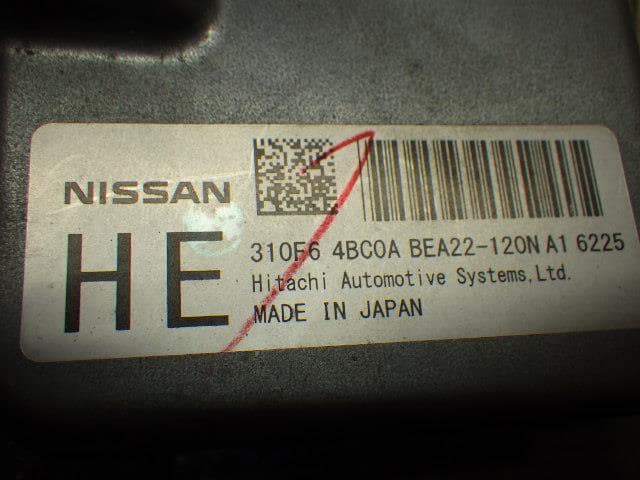 NISSAN
HE
310F6 4BC0A BEA22-120N A1 6225
Hitachi Automotive Systems,Ltd.
MADE IN JAPAN